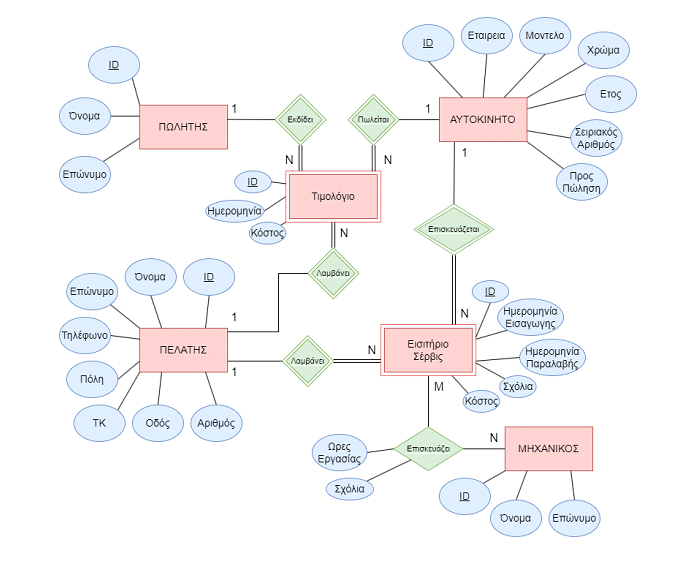 ID
Όνομα
Επώνυμο
ΠΩΛΗΤΗΣ
1
Εκδίδει
N
Πωλείται
N
1
ΑΥΤΟΚΙΝΗΤΟ
ID
Εταιρεια
Μοντελο
Χρώμα
Ετος
Σειριακός
Αριθμός
Προς
Πώληση
1
Τιμολόγιο
ID
Ημερομηνία
Κόστος
N
Λαμβάνει
1
Επισκευάζεται
N
Επώνυμο
Όνομα
ID
Τηλέφωνο
Πόλη
ΤΚ
Οδός
Αριθμός
ΠΕΛΑΤΗΣ
1
Λαμβάνει
N
Εισιτήριο
Σέρβις
ID
Ημερομηνία
Εισαγωγης
Ημερομηνία
Παραλαβής
Σχόλια
Κόστος
M
Επισκευάζει
Ωρες
Εργασίας
Σχόλια
N
ΜΗΧΑΝΙΚΟΣ
ID
Όνομα
Επώνυμο